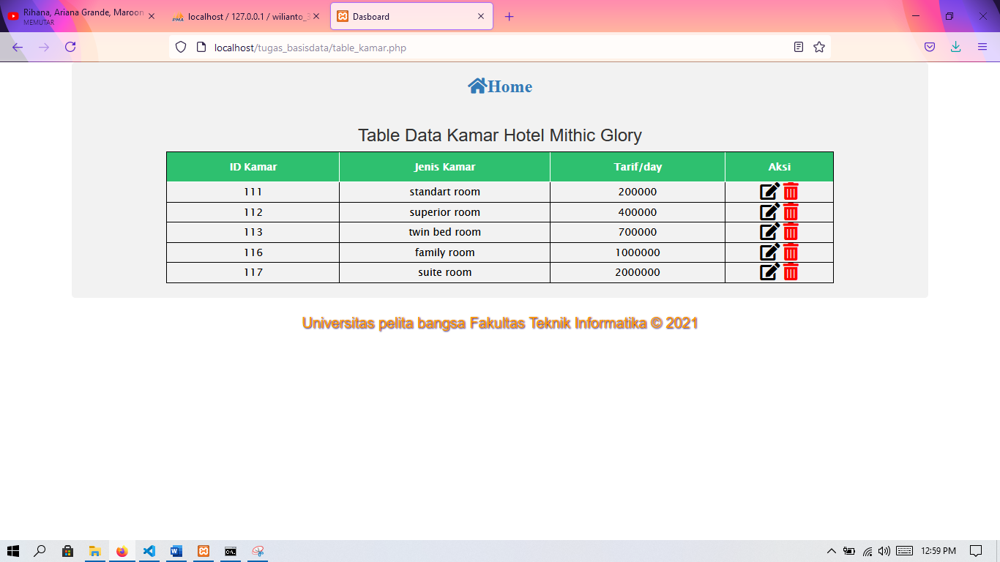 Rihana, Ariana Grande, Maroon
MEMUTAR
localhost / 127.0.0.1 / wilianto_3
Dasboard
localhost/tugas_basisdata/table_kamar.php
Home
Table Data Kamar Hotel Mithic Glory
ID Kamar Jenis Kamar Tarif/day Aksi
111 standart room 200000
112 superior room 400000
113 twin bed room 700000
116 family room 1000000
117 suite room 2000000
Universitas pelita bangsa Fakultas Teknik Informatika © 2021
12:59 PM